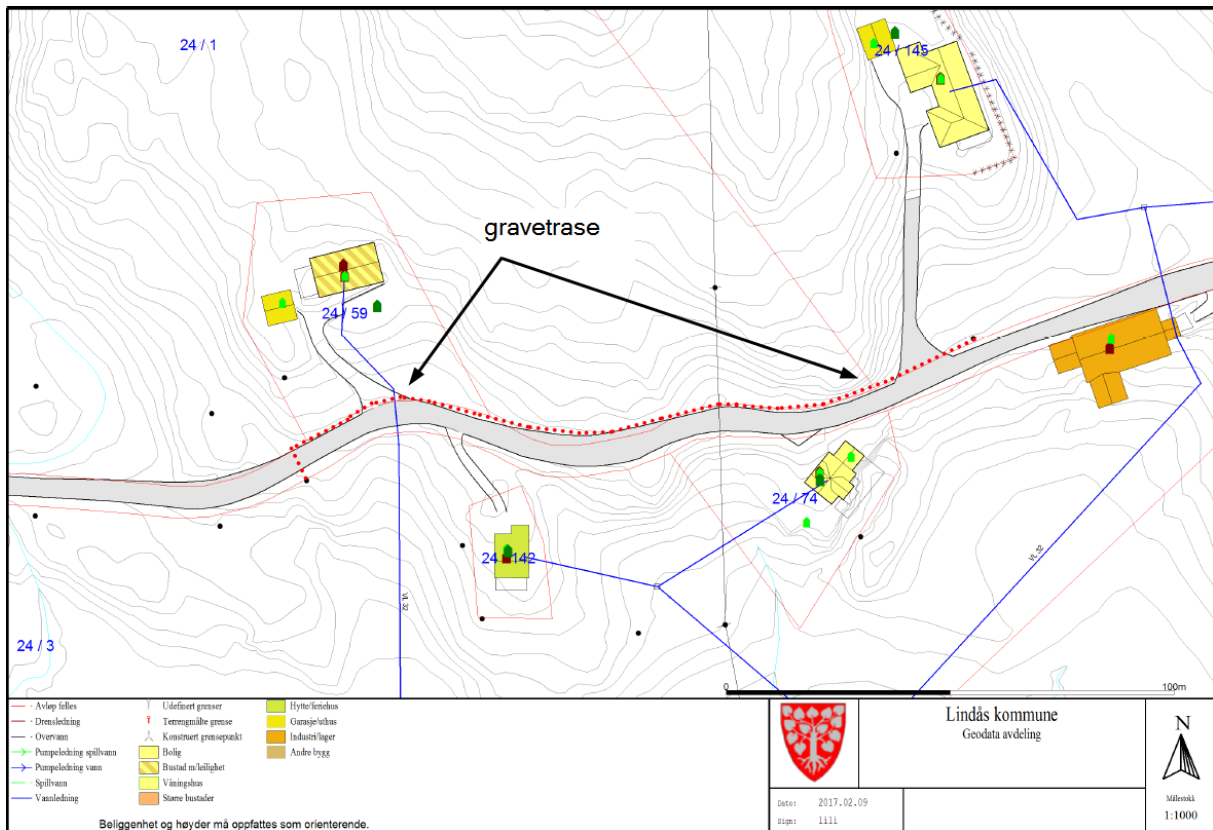 24 / 1
24 / 145
gravetrase
24 / 59
24 / 74
24 / 142
VL 32
VL 32
24 / 3
0
100m
Avløp felles
Drensledning
Overvann
Pumpeledning spillvann
Pumpeledning vann
Spillvann
Vannledning
Udefinert grenser
Terrengmålte grense
Konstruert grensepunkt
Bolig
Bustad m/leilighet
Våningshus
Større bustader
Hytte/feriehus
Garasje/uthus
Industri/lager
Andre bygg
Beliggenhet og høyder må oppfattes som orienterende.
Lindås kommune
Geodata avdeling
Dato: 2017.02.09
Sign: lili
N
Målestokk
1:1000